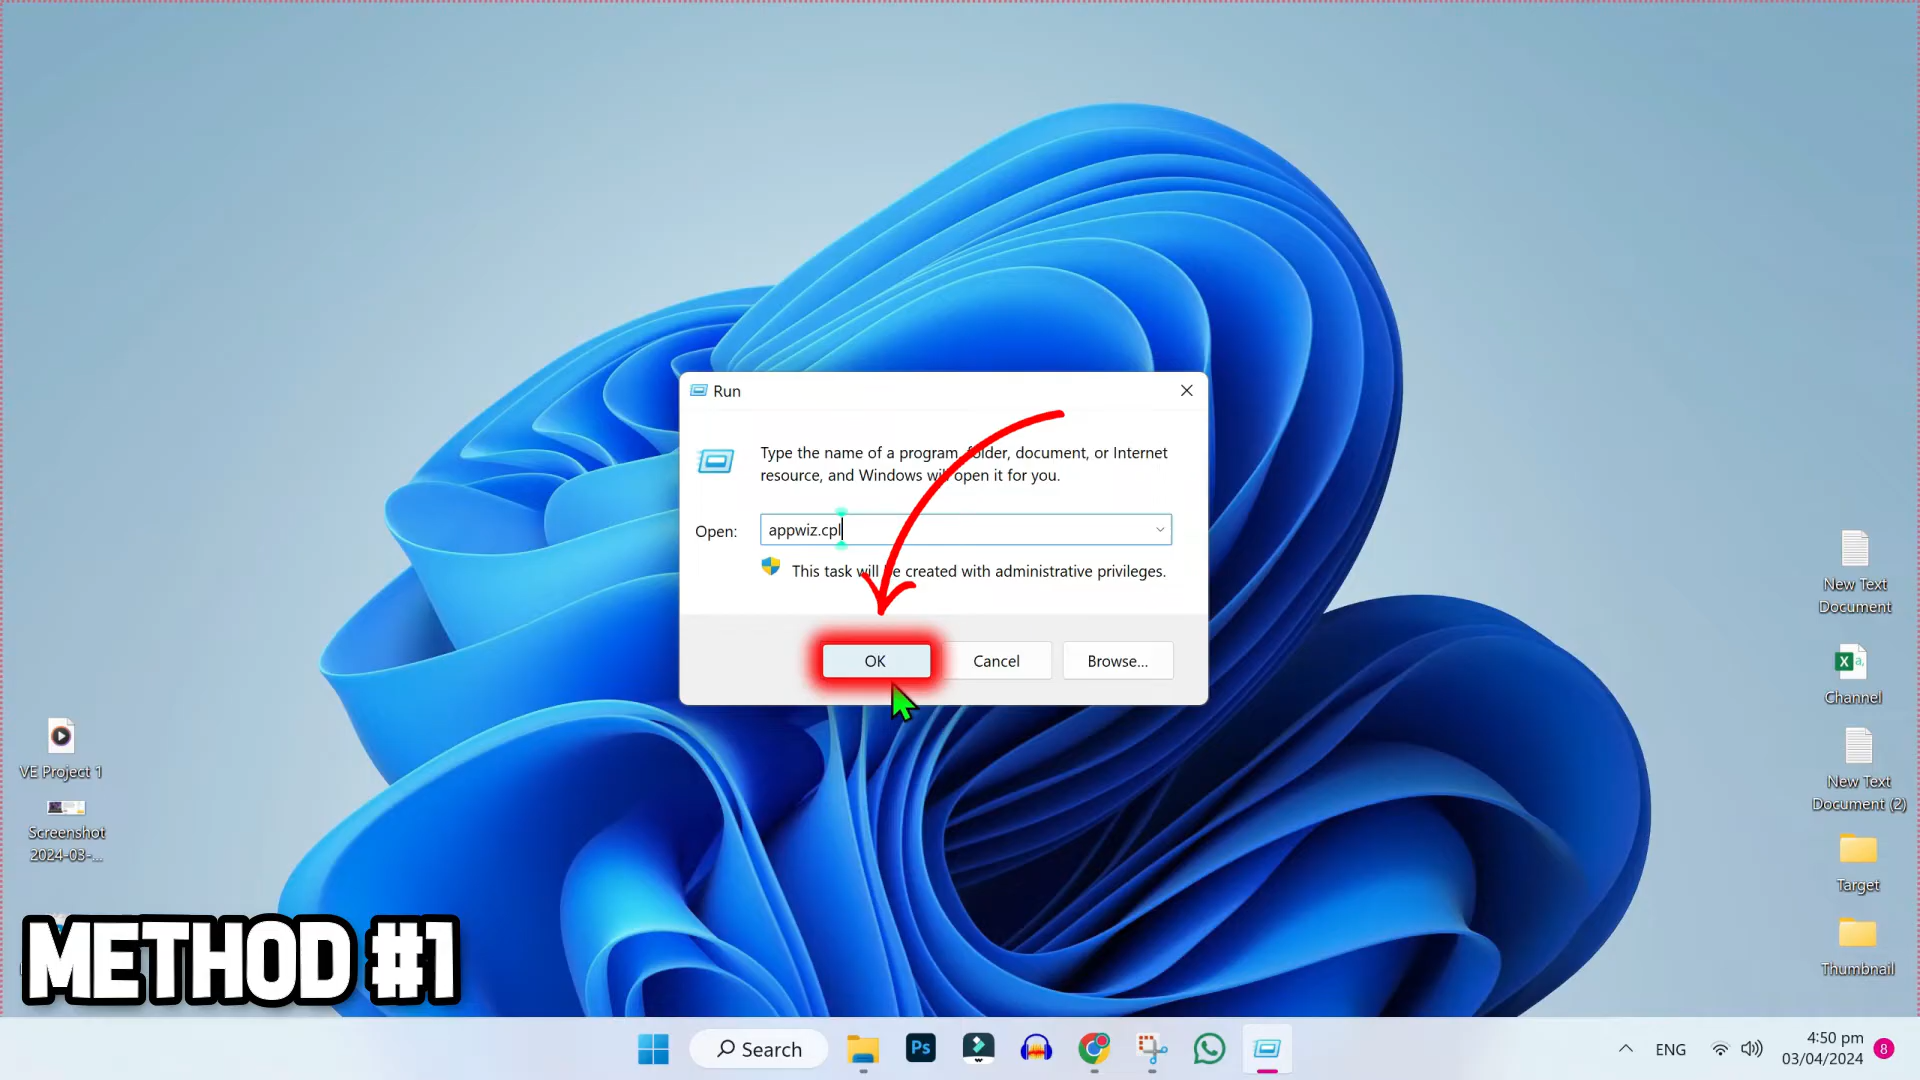 Run
Type the name of a program, folder, document, or Internet
resource, and Windows will open it for you.
Open:
appwiz.cpl
This task will be created with administrative privileges.
OK
Cancel
Browse...
New Text
Document
Channel
New Text
Document (2)
Target
Thumbnail
VE Project 1
Screenshot
2024-03-...
METHOD #1
Search
Ps
ENG
4:50 pm
03/04/2024
8